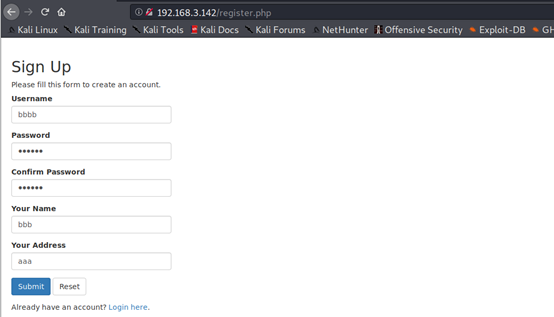 192.168.3.142/register.php
Kali Linux Kali Training Kali Tools Kali Docs Kali Forums NetHunter Offensive Security Exploit-DB GH
Sign Up
Please fill this form to create an account.
Username
bbbb
Password
••••••
Confirm Password
••••••
Your Name
bbb
Your Address
aaa
Submit Reset
Already have an account? Login here.